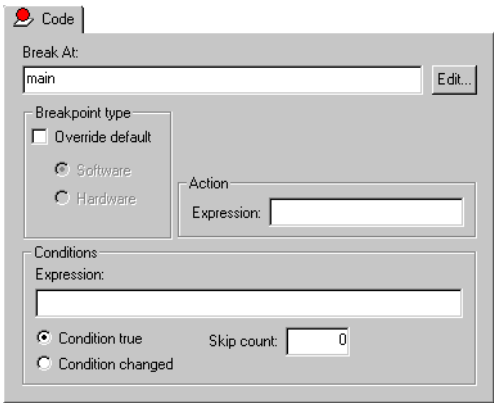 Code
Break At:
main
Edit...
Breakpoint type
Override default
Software
Hardware
Action
Expression:
Conditions
Expression:
Condition true
Skip count: 0
Condition changed